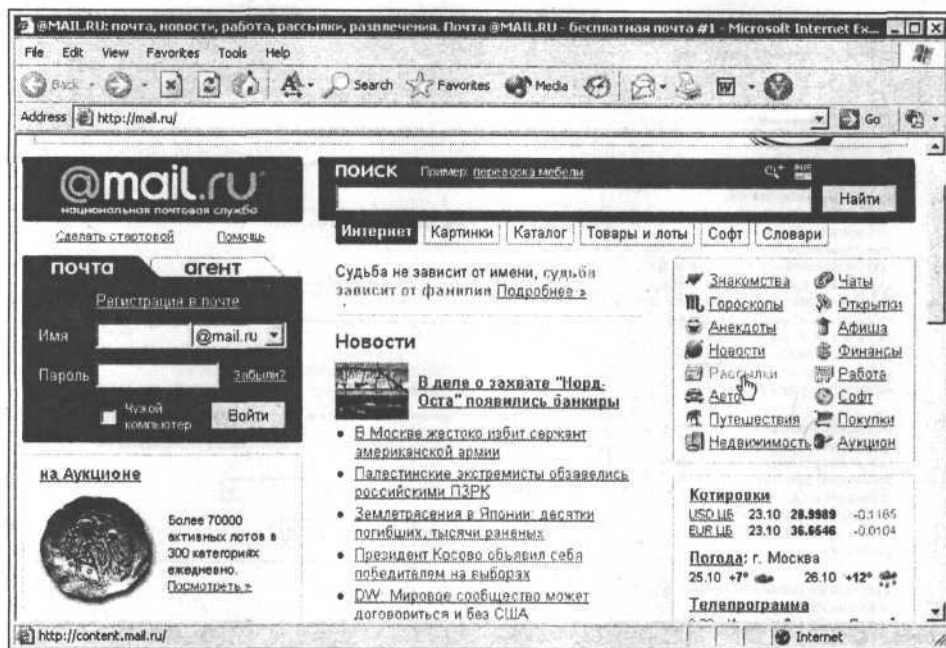 @MAIL.RU: почта, новости, работа, рассылки, развлечения. Почта @MAIL.RU - бесплатная почта #1 - Microsoft Internet Ex...
File Edit View Favorites Tools Help
Back Search Favorites Media
Address http://mail.ru/ Go
@mail.ru
национальная почтовая служба
Сделать стартовой Помощь
ПОИСК Пример: перевозка мебели
Найти
Интернет Картинки Каталог Товары и лоты Софт Словари
почта агент
Регистрация в почте
Имя @mail.ru
Пароль Забыли?
Чужой
компьютер
Войти
на Аукционе
Более 70000
активных лотов в
300 категориях
ежедневно.
Посмотреть »
Судьба не зависит от имени, судьба
зависит от фамилии Подробнее »
Новости
В деле о захвате "Норд-
Оста" появились банкиры
• В Москве жестоко избит сержант
американской армии
• Палестинские экстремисты обзавелись
российскими ПЗРК
• Землетрясения в Японии: десятки
погибших, тысячи раненых
• Президент Косово объявил себя
победителем на выборах
• DW: Мировое сообщество может
договориться и без США
Знакомства Чаты
Гороскопы Открытки
Анекдоты Афиша
Новости Финансы
Рассылки Работа
Авто Софт
Путешествия Покупки
Недвижимость Аукцион
Котировки
USD ЦБ 23.10 28.9989 -0.1165
EUR ЦБ 23.10 36.6546 -0.0104
Погода: г. Москва
25.10 +7° 26.10 +12°
Телепрограмма
http://content.mail.ru/ Internet